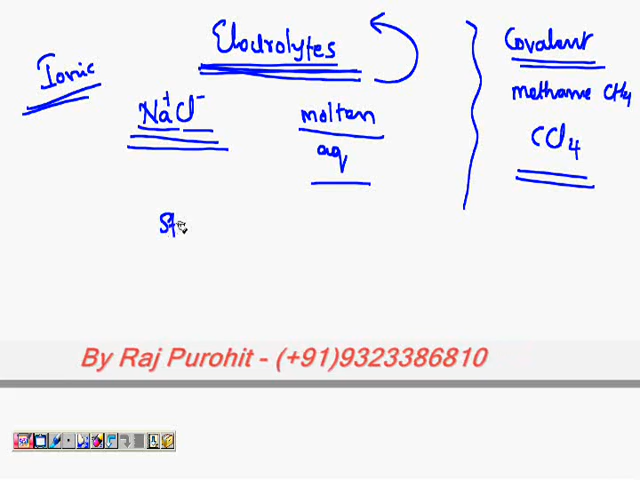 Ionic
Electrolytes
Na⁺Cl⁻
molten
aq
Covalent
methane CH4
CCl4
By Raj Purohit - (+91)9323386810